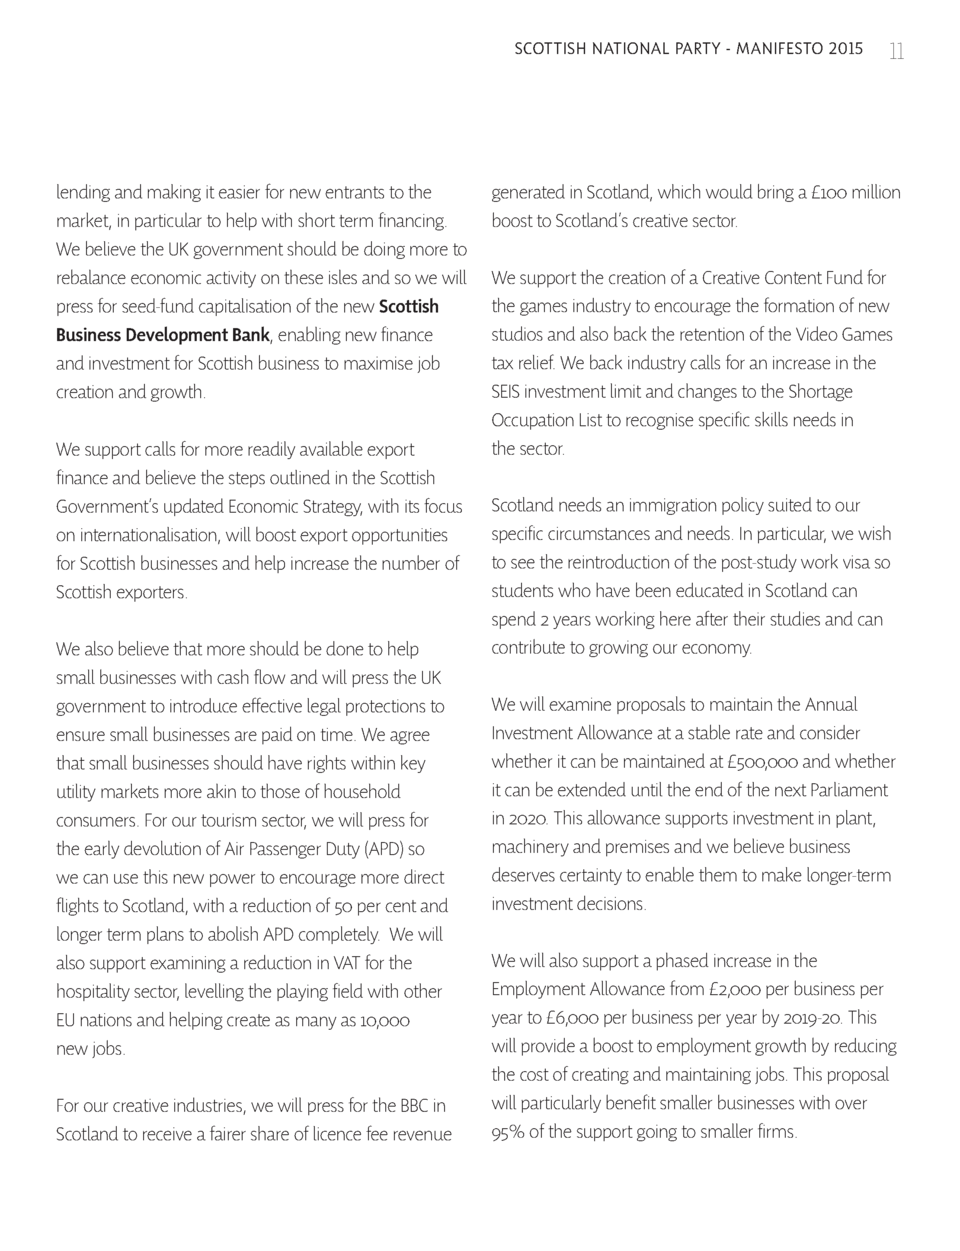 SCOTTISH NATIONAL PARTY - MANIFESTO 2015 11
lending and making it easier for new entrants to the
market, in particular to help with short term financing.
We believe the UK government should be doing more to
rebalance economic activity on these isles and so we will
press for seed-fund capitalisation of the new Scottish
Business Development Bank, enabling new finance
and investment for Scottish business to maximise job
creation and growth.
We support calls for more readily available export
finance and believe the steps outlined in the Scottish
Government's updated Economic Strategy, with its focus
on internationalisation, will boost export opportunities
for Scottish businesses and help increase the number of
Scottish exporters.
We also believe that more should be done to help
small businesses with cash flow and will press the UK
government to introduce effective legal protections to
ensure small businesses are paid on time. We agree
that small businesses should have rights within key
utility markets more akin to those of household
consumers. For our tourism sector, we will press for
the early devolution of Air Passenger Duty (APD) so
we can use this new power to encourage more direct
flights to Scotland, with a reduction of 50 per cent and
longer term plans to abolish APD completely.  We will
also support examining a reduction in VAT for the
hospitality sector, levelling the playing field with other
EU nations and helping create as many as 10,000
new jobs.
For our creative industries, we will press for the BBC in
Scotland to receive a fairer share of licence fee revenue
generated in Scotland, which would bring a £100 million
boost to Scotland's creative sector.
We support the creation of a Creative Content Fund for
the games industry to encourage the formation of new
studios and also back the retention of the Video Games
tax relief. We back industry calls for an increase in the
SEIS investment limit and changes to the Shortage
Occupation List to recognise specific skills needs in
the sector.
Scotland needs an immigration policy suited to our
specific circumstances and needs. In particular, we wish
to see the reintroduction of the post-study work visa so
students who have been educated in Scotland can
spend 2 years working here after their studies and can
contribute to growing our economy.
We will examine proposals to maintain the Annual
Investment Allowance at a stable rate and consider
whether it can be maintained at £500,000 and whether
it can be extended until the end of the next Parliament
in 2020. This allowance supports investment in plant,
machinery and premises and we believe business
deserves certainty to enable them to make longer-term
investment decisions.
We will also support a phased increase in the
Employment Allowance from £2,000 per business per
year to £6,000 per business per year by 2019-20. This
will provide a boost to employment growth by reducing
the cost of creating and maintaining jobs. This proposal
will particularly benefit smaller businesses with over
95% of the support going to smaller firms.